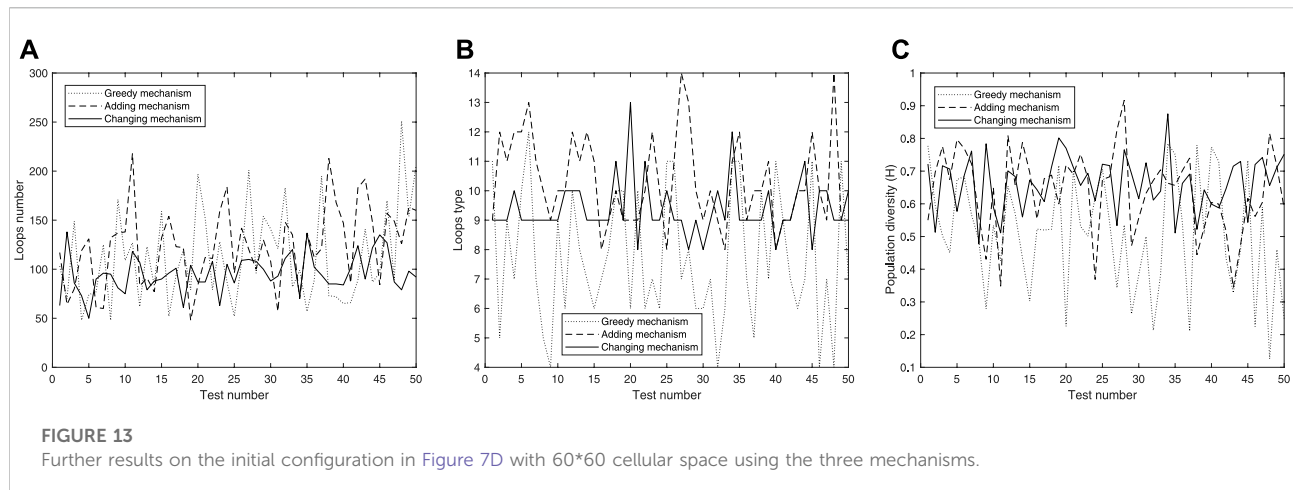 A
300
250
200
150
100
50
0
Loops number
Greedy mechanism
Adding mechanism
Changing mechanism
0 5 10 15 20 25 30 35 40 45 50
Test number
B
14
13
12
11
10
9
8
7
6
5
4
Loops type
Greedy mechanism
Adding mechanism
Changing mechanism
0 5 10 15 20 25 30 35 40 45 50
Test number
C
1
0.9
0.8
0.7
0.6
0.5
0.4
0.3
0.2
0.1
Population diversity (H)
Greedy mechanism
Adding mechanism
Changing mechanism
0 5 10 15 20 25 30 35 40 45 50
Test number
FIGURE 13
Further results on the initial configuration in Figure 7D with 60*60 cellular space using the three mechanisms.